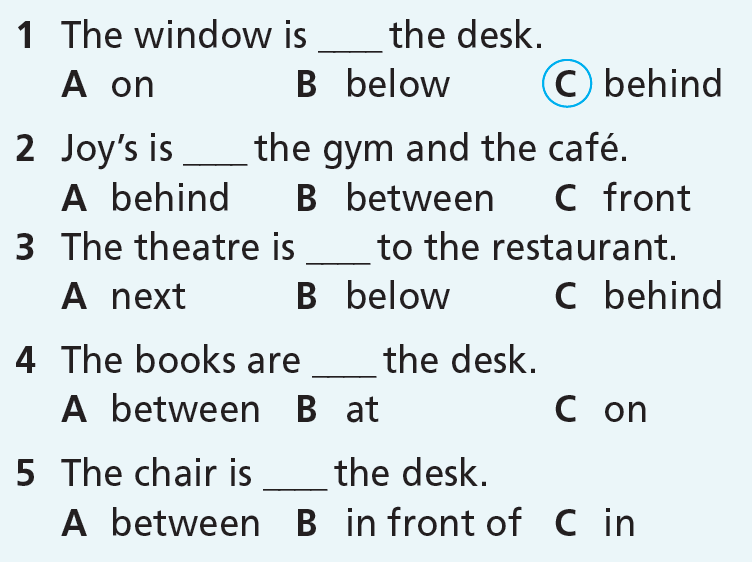 1 The window is ____ the desk.
A on B below C behind
2 Joy's is ____ the gym and the café.
A behind B between C front
3 The theatre is ____ to the restaurant.
A next B below C behind
4 The books are ____ the desk.
A between B at C on
5 The chair is ____ the desk.
A between B in front of C in